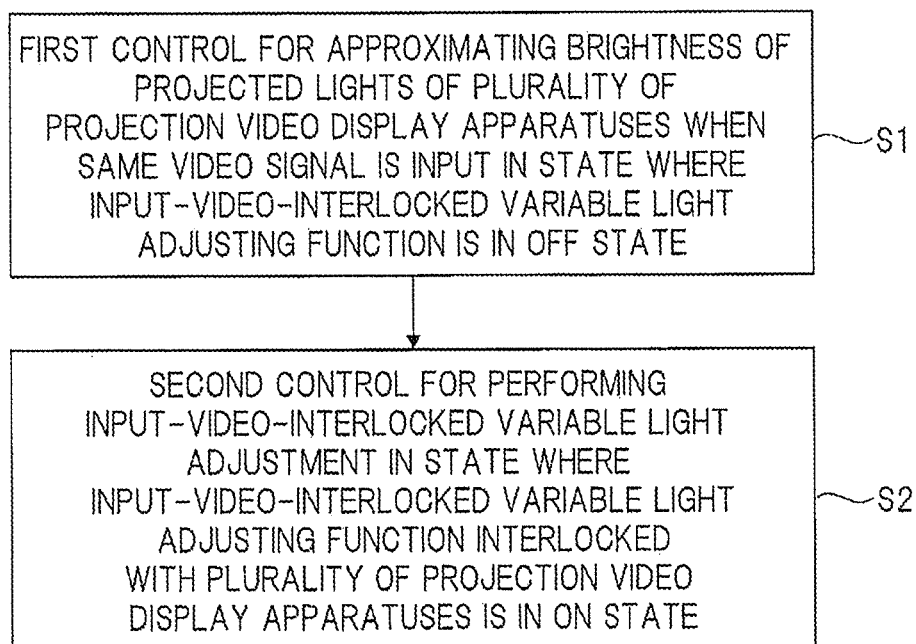 FIRST CONTROL FOR APPROXIMATING BRIGHTNESS OF
PROJECTED LIGHTS OF PLURALITY OF
PROJECTION VIDEO DISPLAY APPARATUSES WHEN
SAME VIDEO SIGNAL IS INPUT IN STATE WHERE
INPUT-VIDEO-INTERLOCKED VARIABLE LIGHT
ADJUSTING FUNCTION IS IN OFF STATE
S1
SECOND CONTROL FOR PERFORMING
INPUT-VIDEO-INTERLOCKED VARIABLE LIGHT
ADJUSTMENT IN STATE WHERE
INPUT-VIDEO-INTERLOCKED VARIABLE LIGHT
ADJUSTING FUNCTION INTERLOCKED
WITH PLURALITY OF PROJECTION VIDEO
DISPLAY APPARATUSES IS IN ON STATE
S2